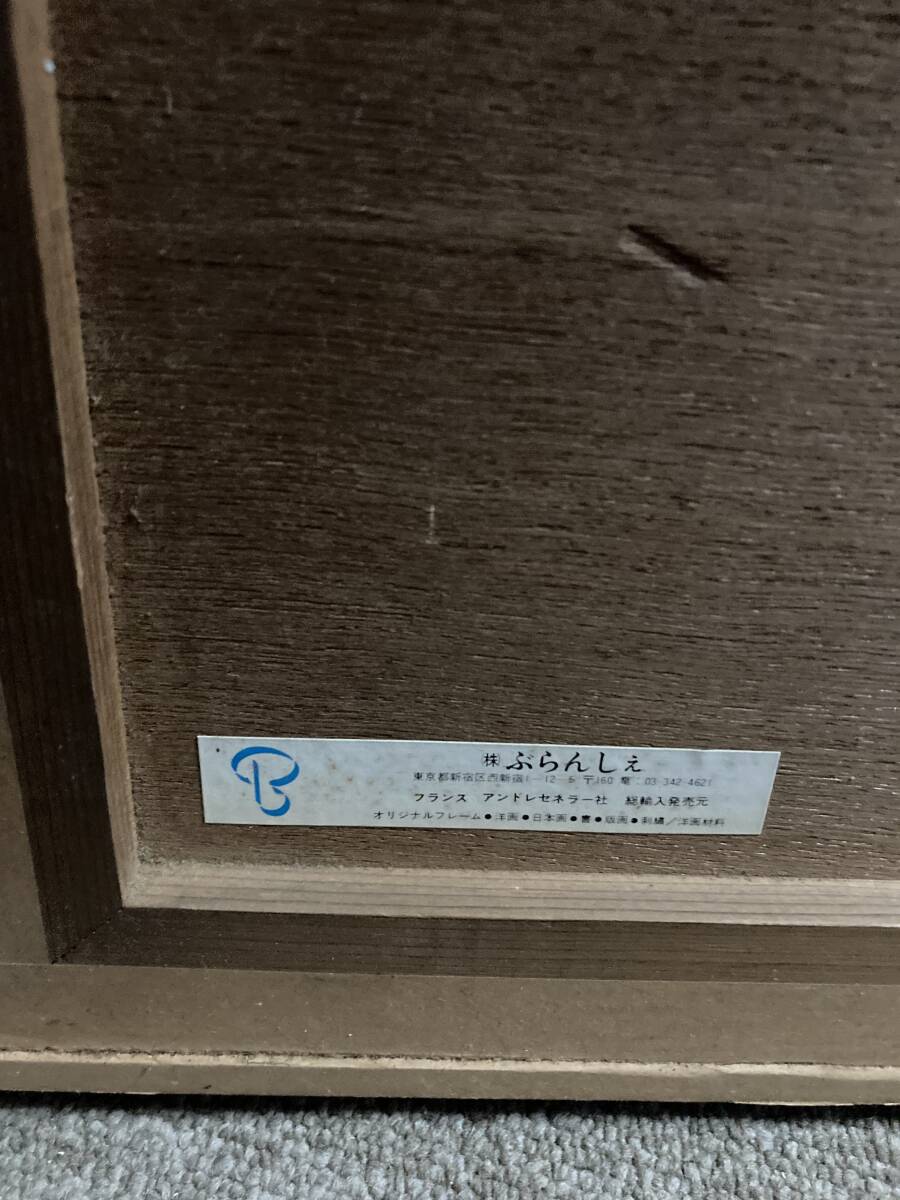 ㈱ ぶらんしぇ
東京都新宿区西新宿1-12-5 〒160 電:03-342-4621
フランス アンドレセネラー社 総輸入発売元
オリジナルフレーム●洋画●日本画●書●版画●刺繍/洋画材料